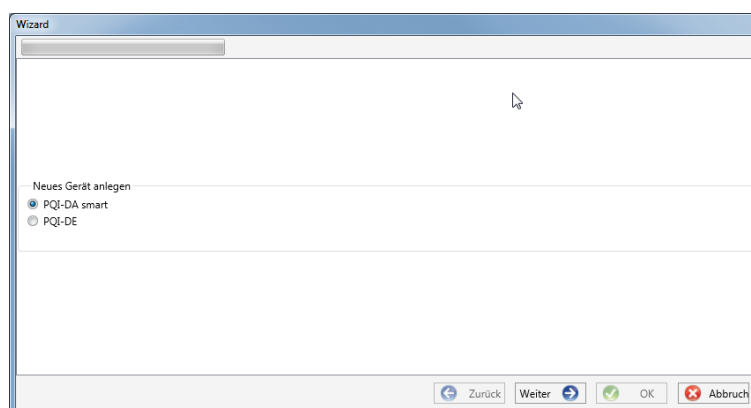 Wizard
Neues Gerät anlegen
PQI-DA smart
PQI-DE
Zurück Weiter OK Abbruch